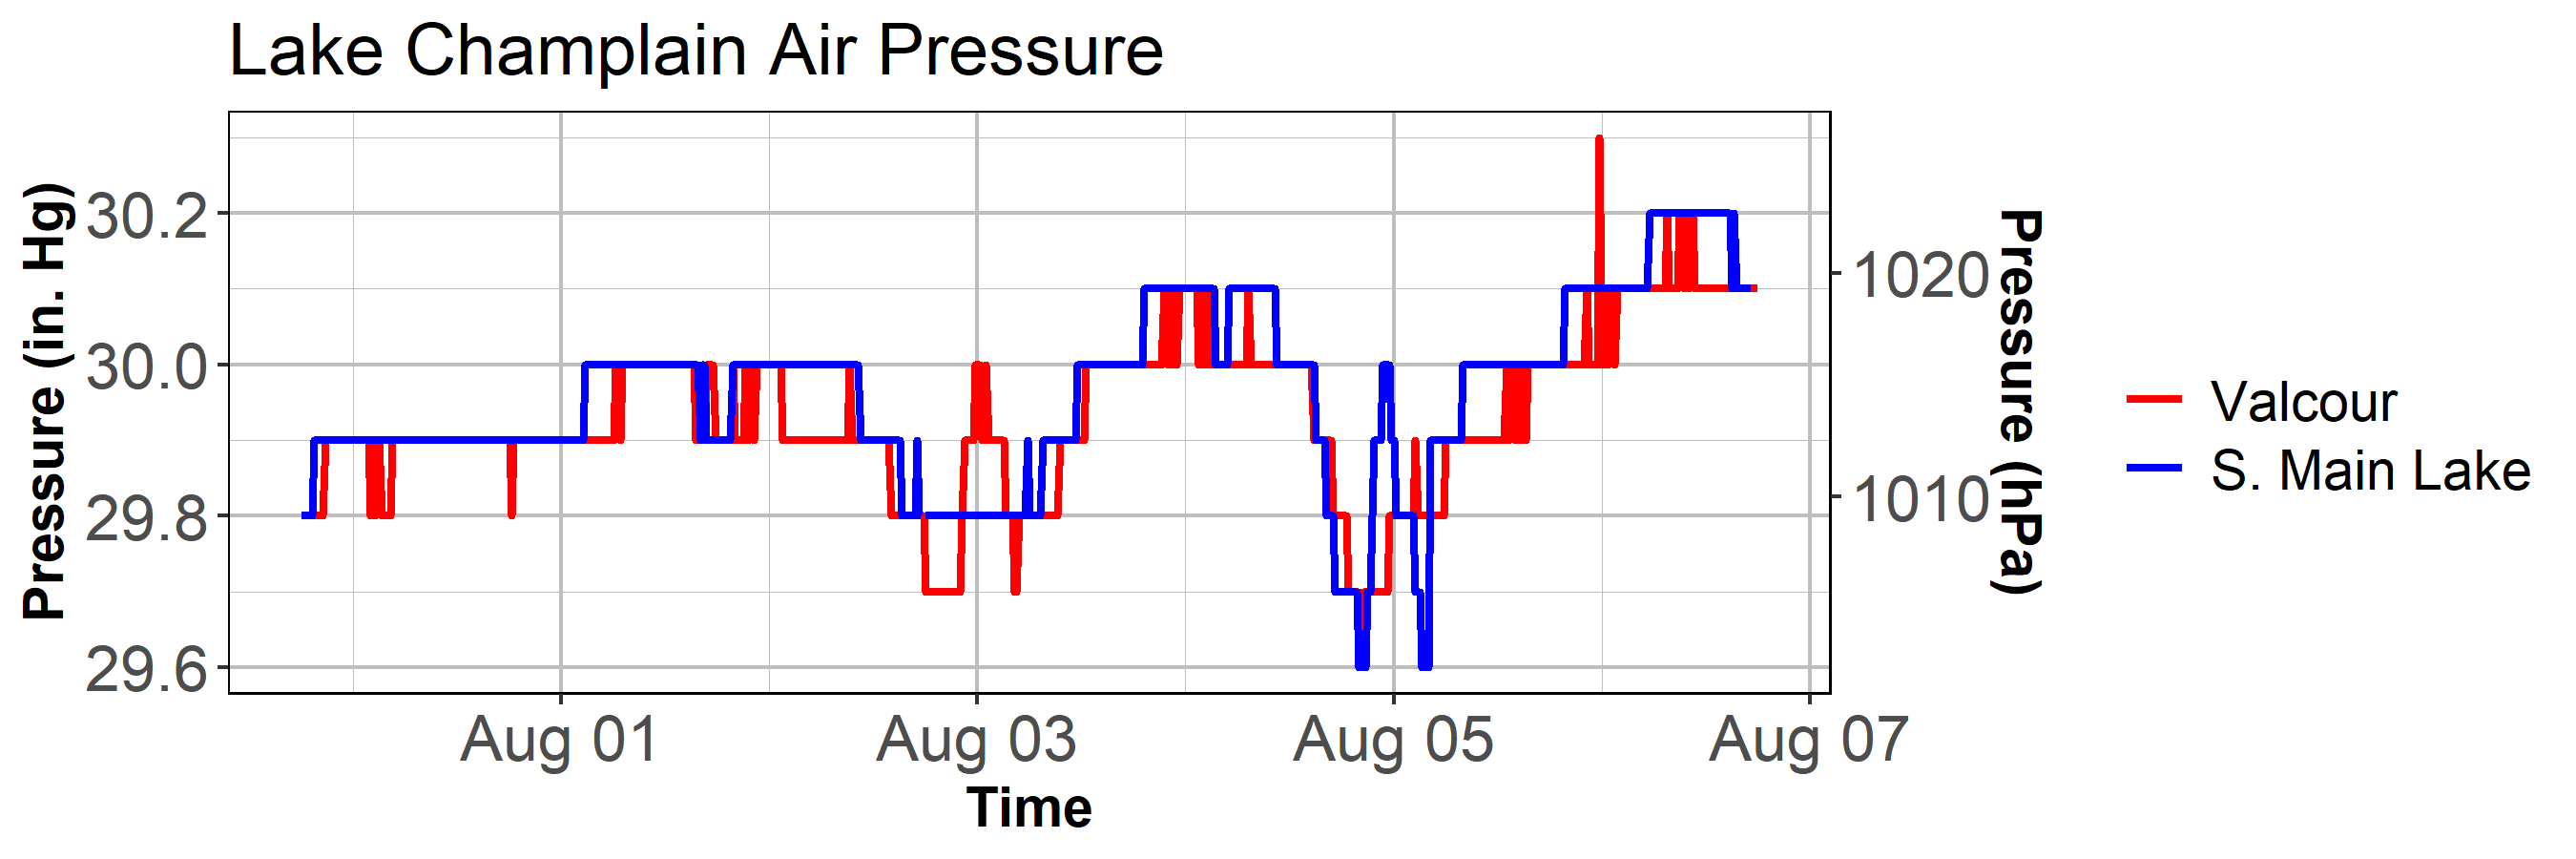 Lake Champlain Air Pressure
Pressure (in. Hg)
30.2
30.0
29.8
29.6
1020
1010
Pressure (hPa)
Valcour
S. Main Lake
Aug 01
Aug 03
Aug 05
Aug 07
Time